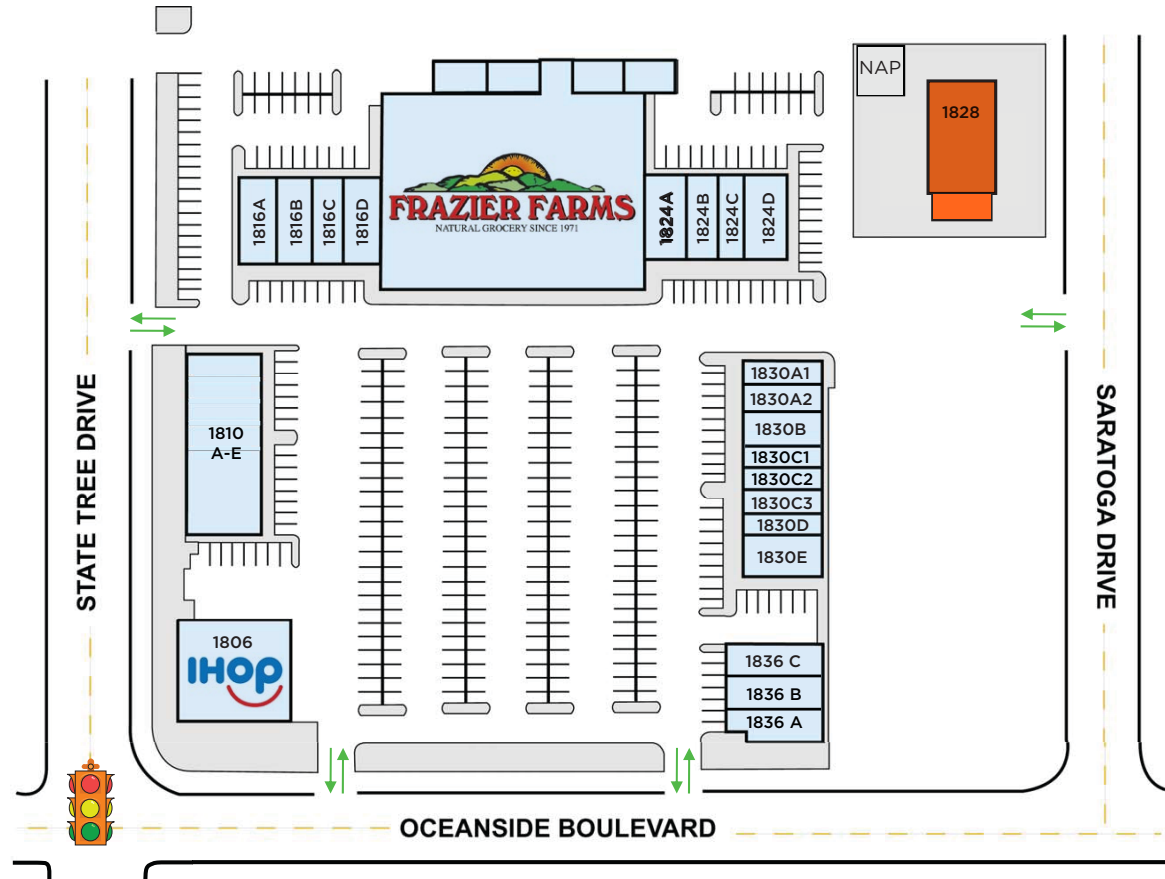 NAP
1828
1816A
1816B
1816C
1816D
FRAZIER FARMS
NATURAL GROCERY SINCE 1971
1824A
1824B
1824C
1824D
STATE TREE DRIVE
1810
A-E
1830A1
1830A2
1830B
1830C1
1830C2
1830C3
1830D
1830E
SARATOGA DRIVE
1806
IHOP
1836 C
1836 B
1836 A
OCEANSIDE BOULEVARD